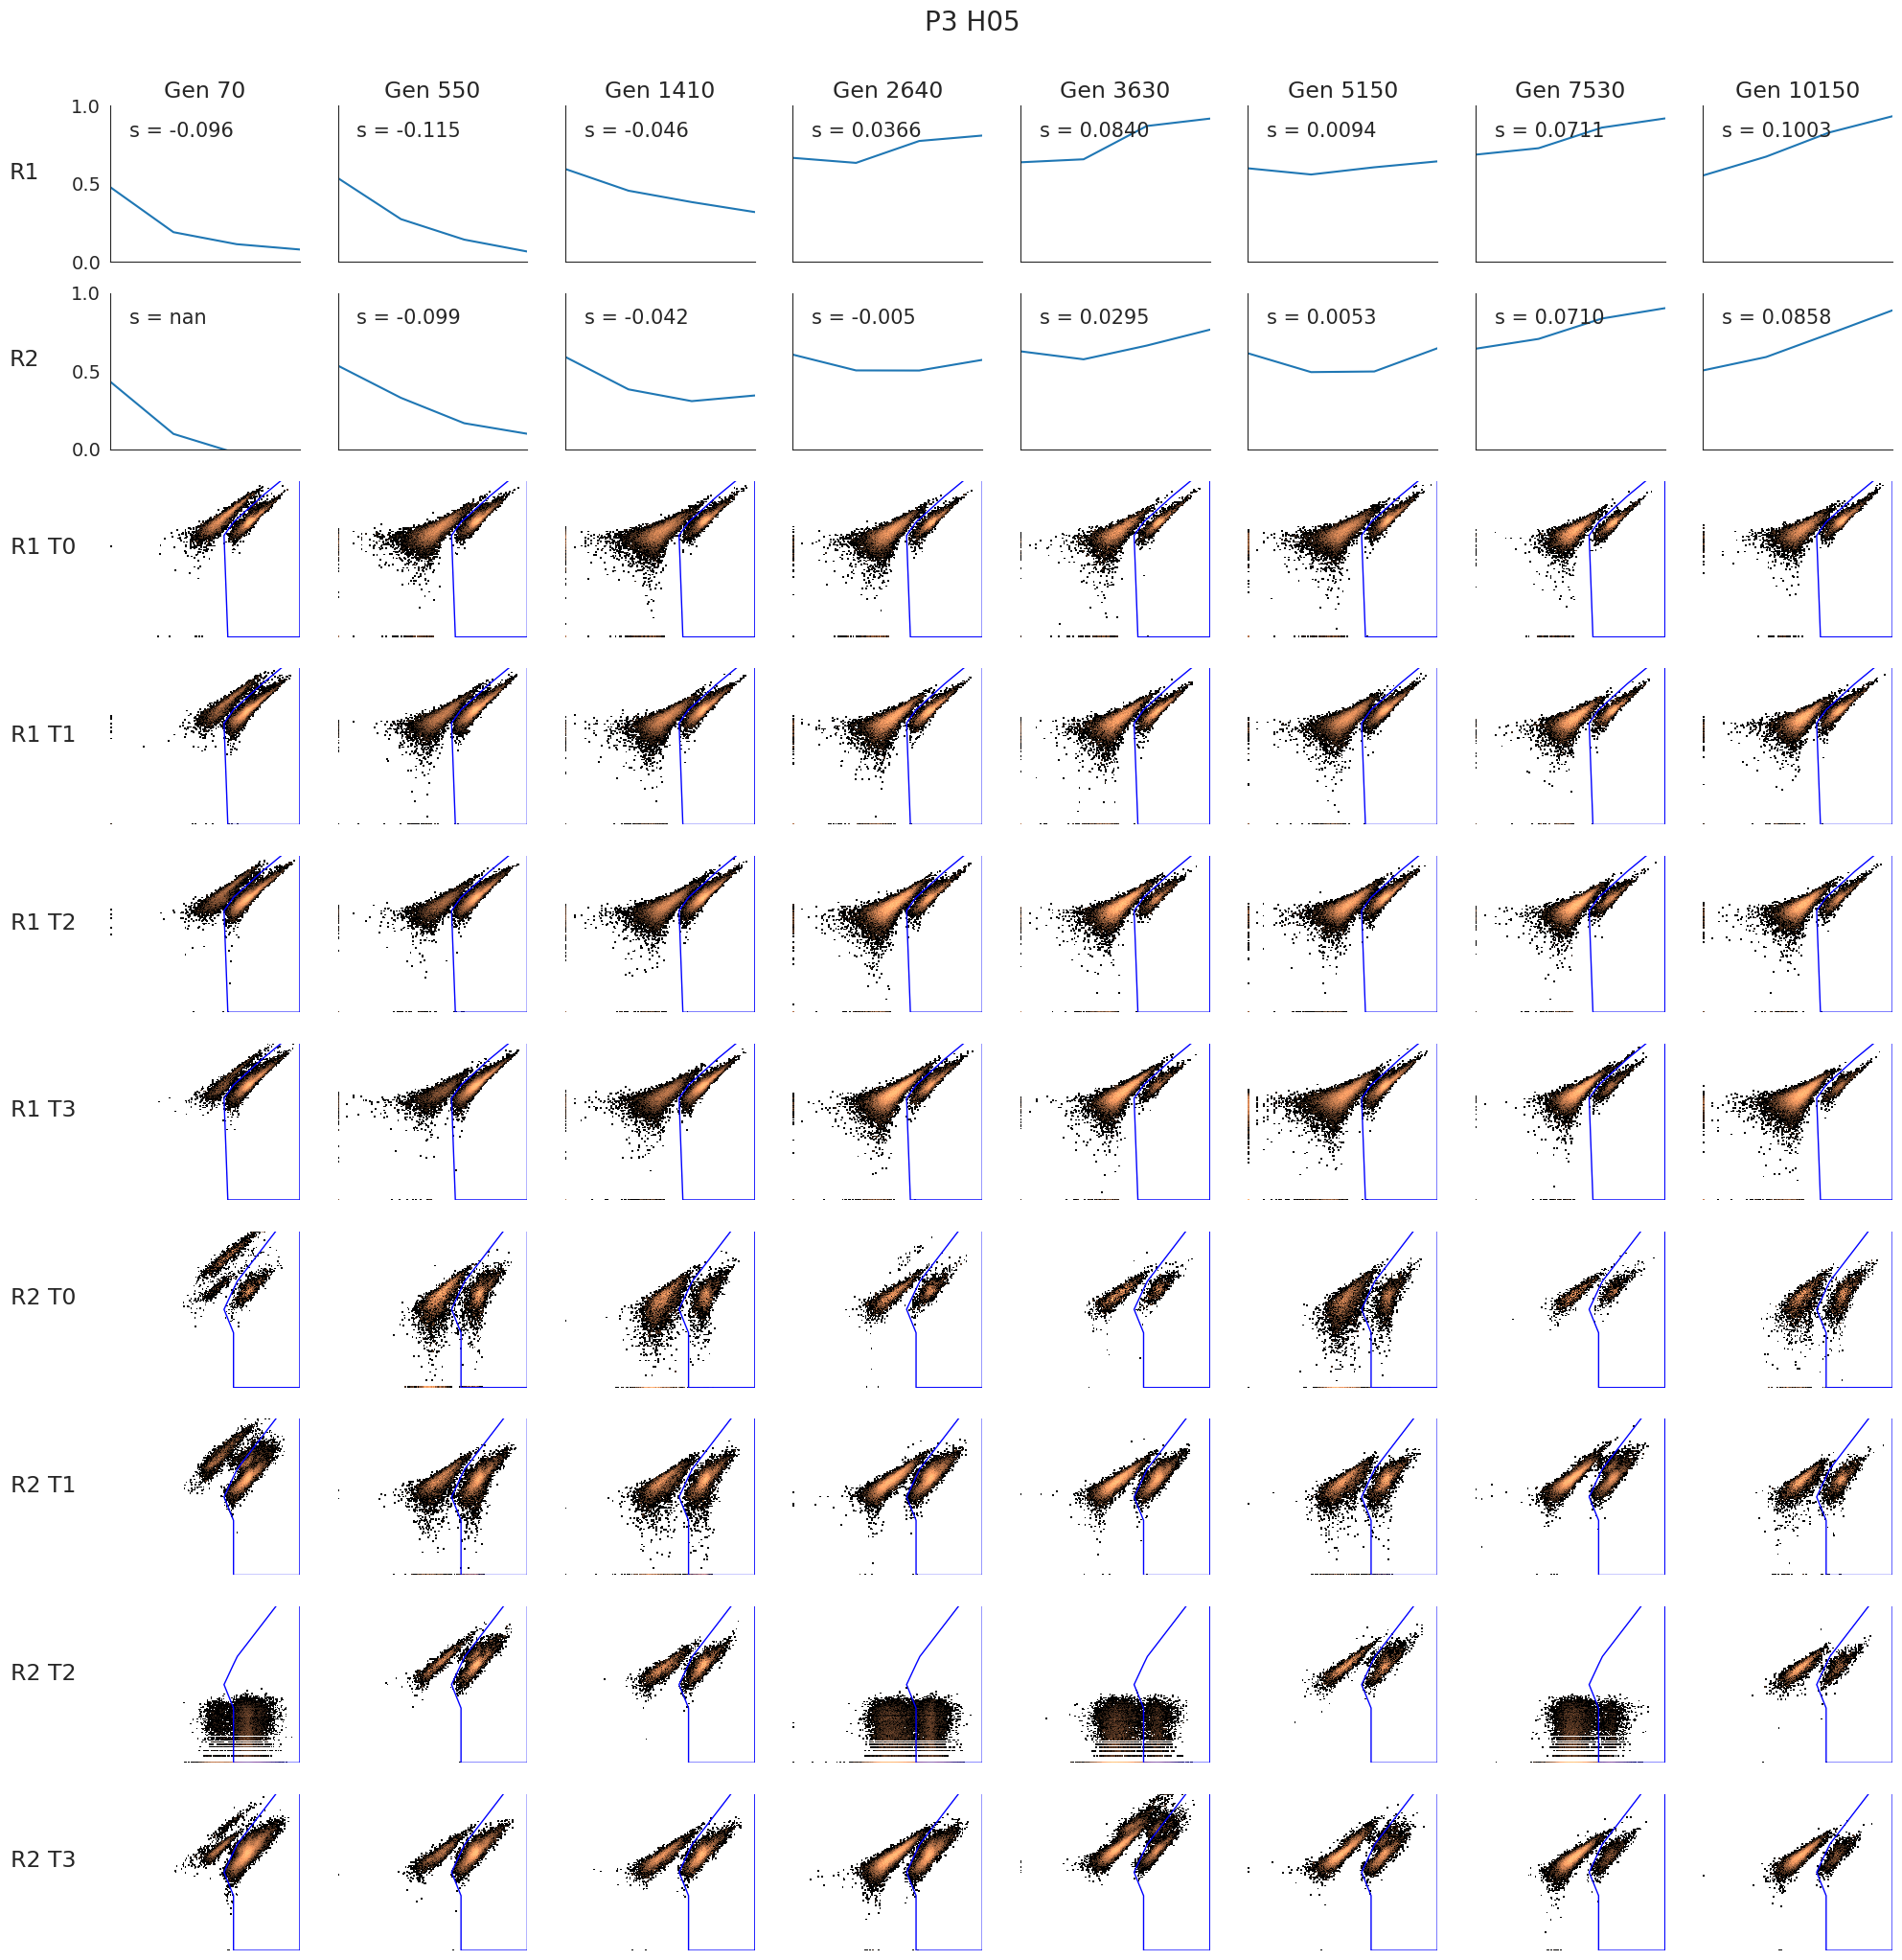 P3 H05
Gen 70 Gen 550 Gen 1410 Gen 2640 Gen 3630 Gen 5150 Gen 7530 Gen 10150
1.0
s = -0.096 s = -0.115 s = -0.046 s = 0.0366 s = 0.0840 s = 0.0094 s = 0.0711 s = 0.1003
R1
0.5
0.0
1.0
s = nan s = -0.099 s = -0.042 s = -0.005 s = 0.0295 s = 0.0053 s = 0.0710 s = 0.0858
R2
0.5
0.0
R1 T0
R1 T1
R1 T2
R1 T3
R2 T0
R2 T1
R2 T2
R2 T3